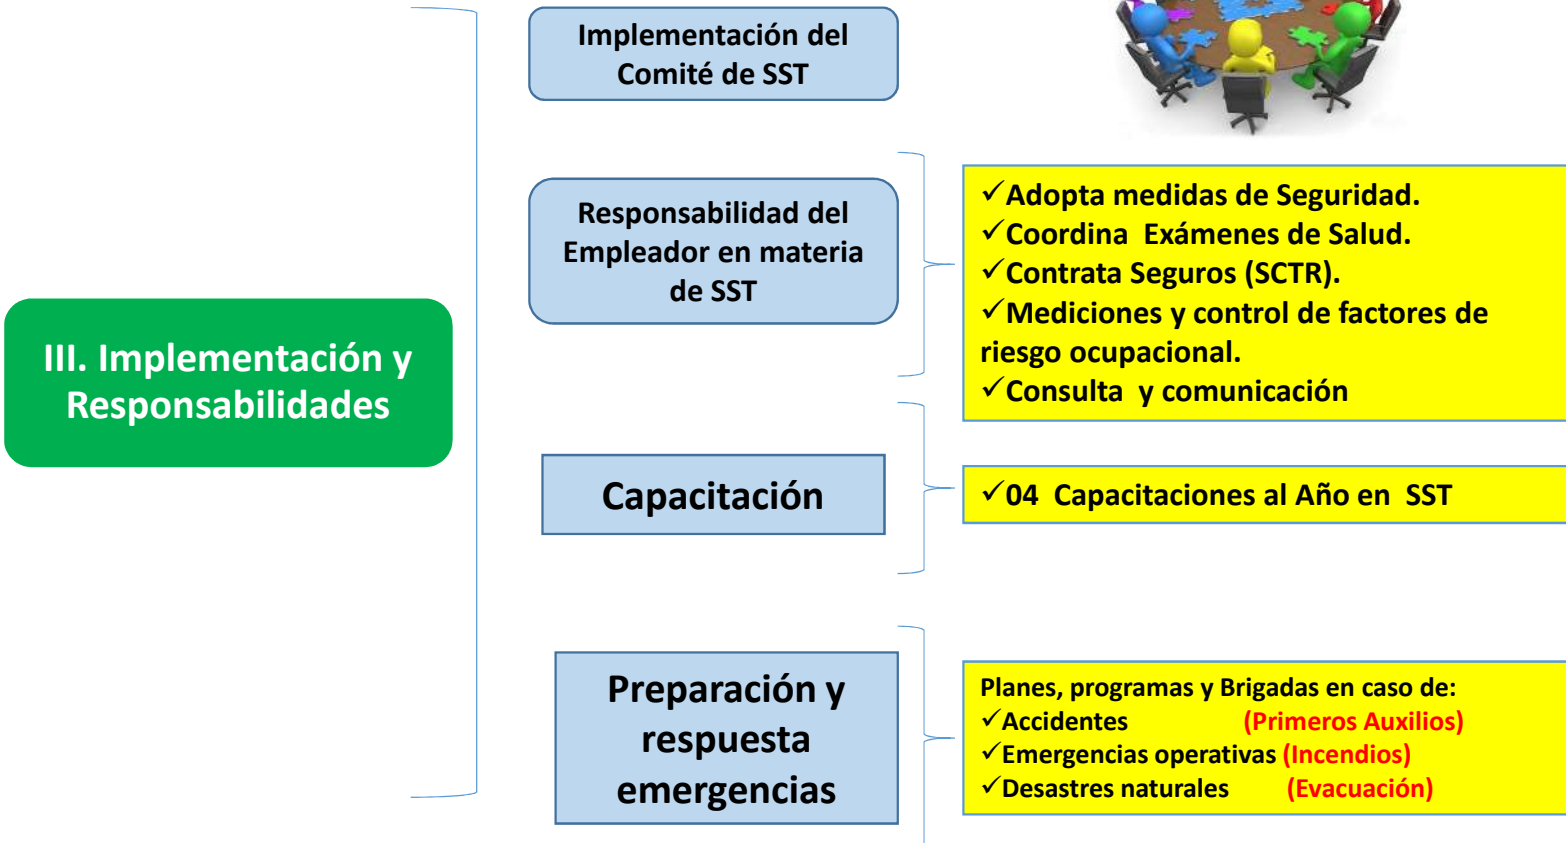 Implementación del
Comité de SST
Responsabilidad del
Empleador en materia
de SST
✓Adopta medidas de Seguridad.
✓Coordina Exámenes de Salud.
✓Contrata Seguros (SCTR).
✓Mediciones y control de factores de
riesgo ocupacional.
✓Consulta y comunicación
III. Implementación y
Responsabilidades
Capacitación
✓04 Capacitaciones al Año en SST
Preparación y
respuesta
emergencias
Planes, programas y Brigadas en caso de:
✓Accidentes (Primeros Auxilios)
✓Emergencias operativas (Incendios)
✓Desastres naturales (Evacuación)